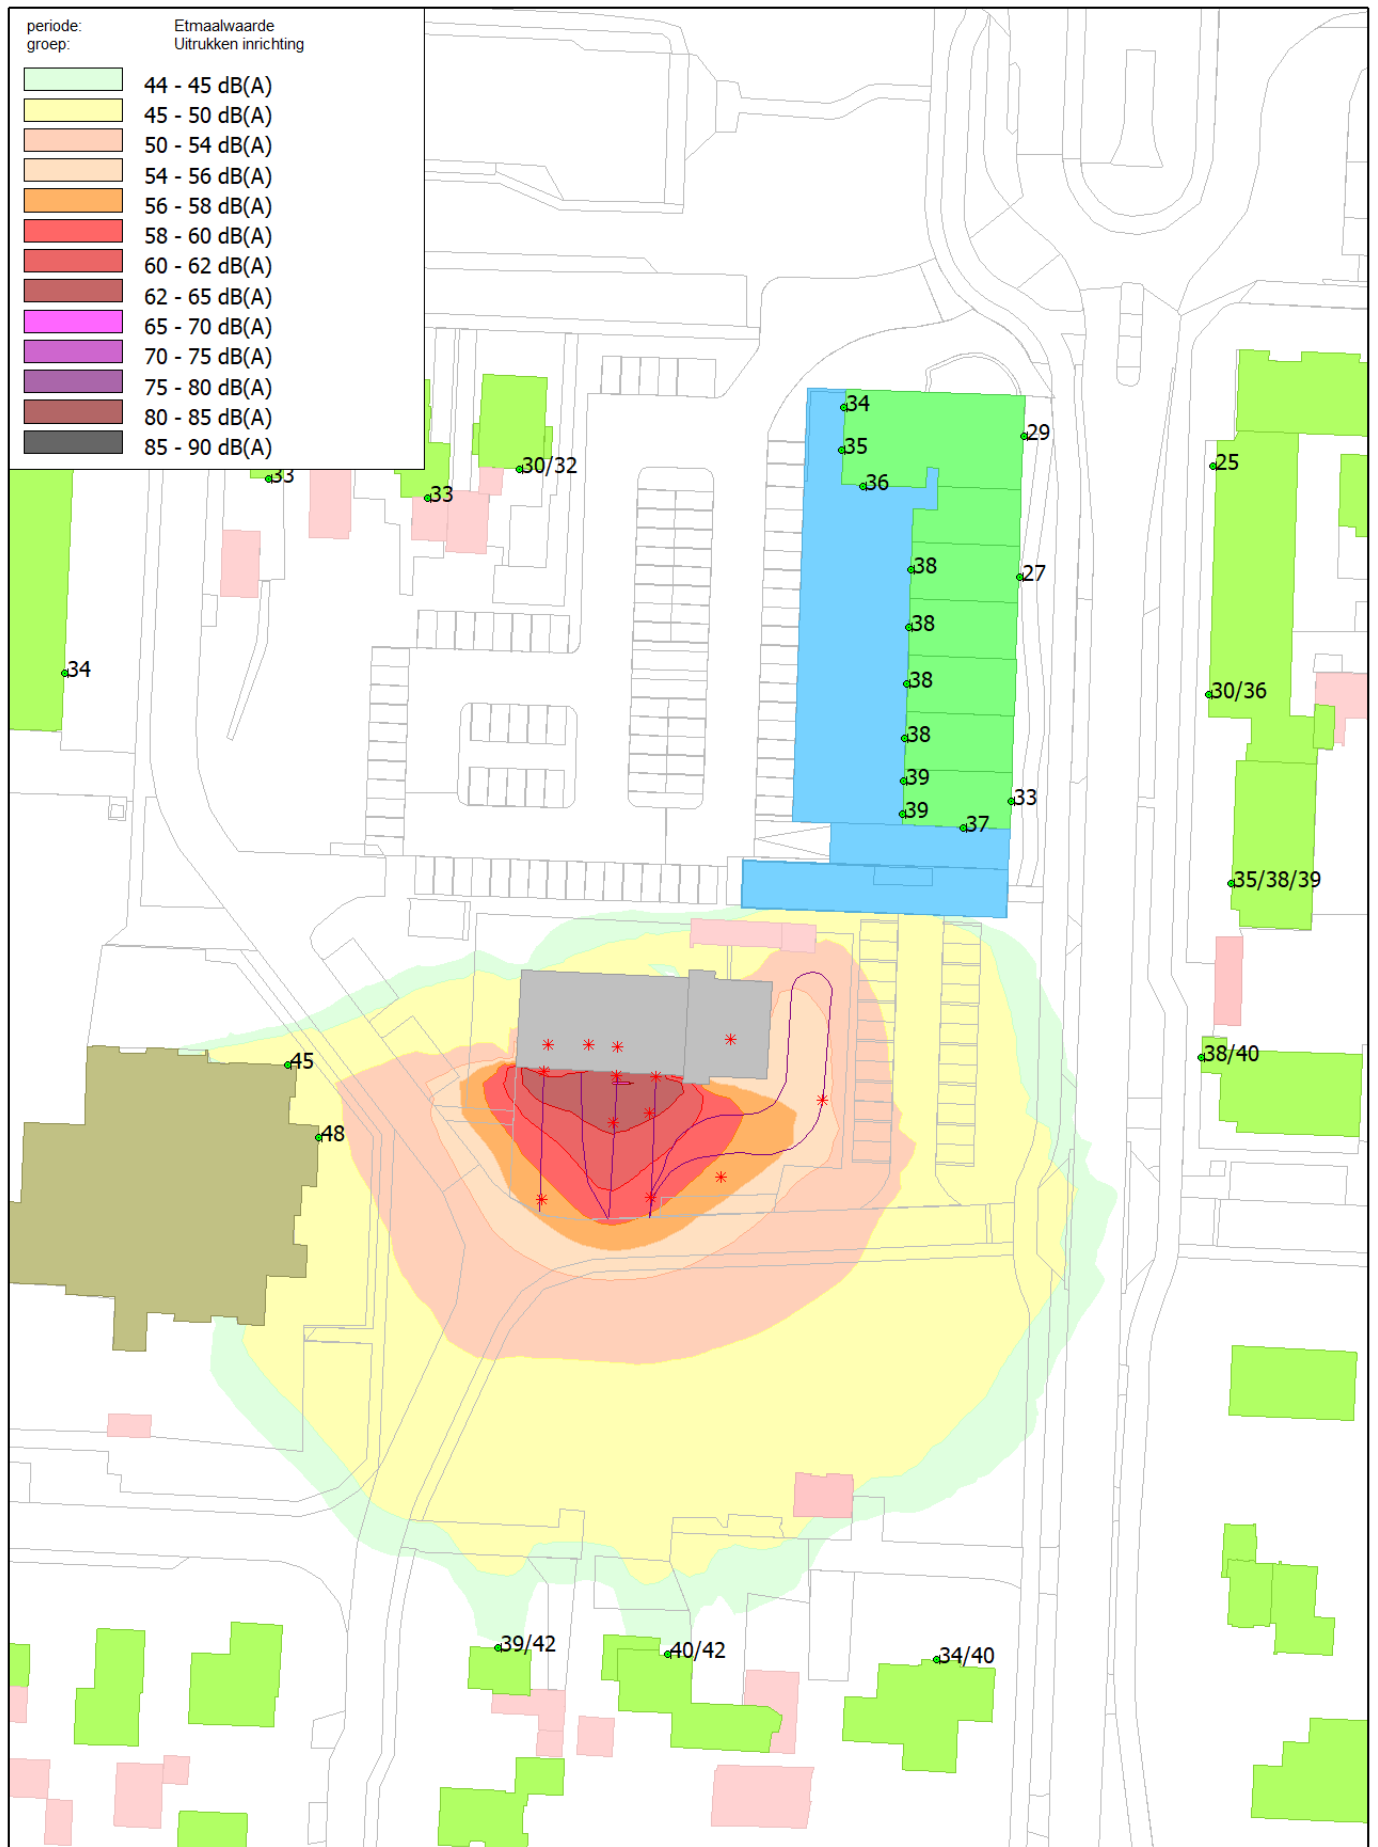 periode: Etmaalwaarde
groep: Uitrukken inrichting
44 - 45 dB(A)
45 - 50 dB(A)
50 - 54 dB(A)
54 - 56 dB(A)
56 - 58 dB(A)
58 - 60 dB(A)
60 - 62 dB(A)
62 - 65 dB(A)
65 - 70 dB(A)
70 - 75 dB(A)
75 - 80 dB(A)
80 - 85 dB(A)
85 - 90 dB(A)
34
29
35
25
30/32
33
36
33
38
27
38
34
38
30/36
38
39
33
39
37
35/38/39
38/40
45
48
39/42
40/42
34/40